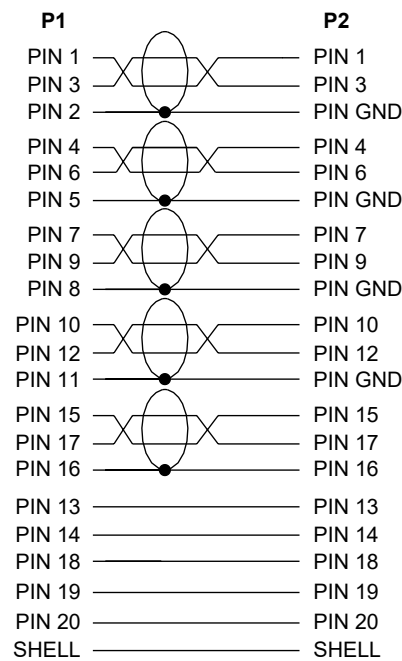 P1 P2
PIN 1 PIN 1
PIN 3 PIN 3
PIN 2 PIN GND
PIN 4 PIN 4
PIN 6 PIN 6
PIN 5 PIN GND
PIN 7 PIN 7
PIN 9 PIN 9
PIN 8 PIN GND
PIN 10 PIN 10
PIN 12 PIN 12
PIN 11 PIN GND
PIN 15 PIN 15
PIN 17 PIN 17
PIN 16 PIN 16
PIN 13 PIN 13
PIN 14 PIN 14
PIN 18 PIN 18
PIN 19 PIN 19
PIN 20 PIN 20
SHELL SHELL